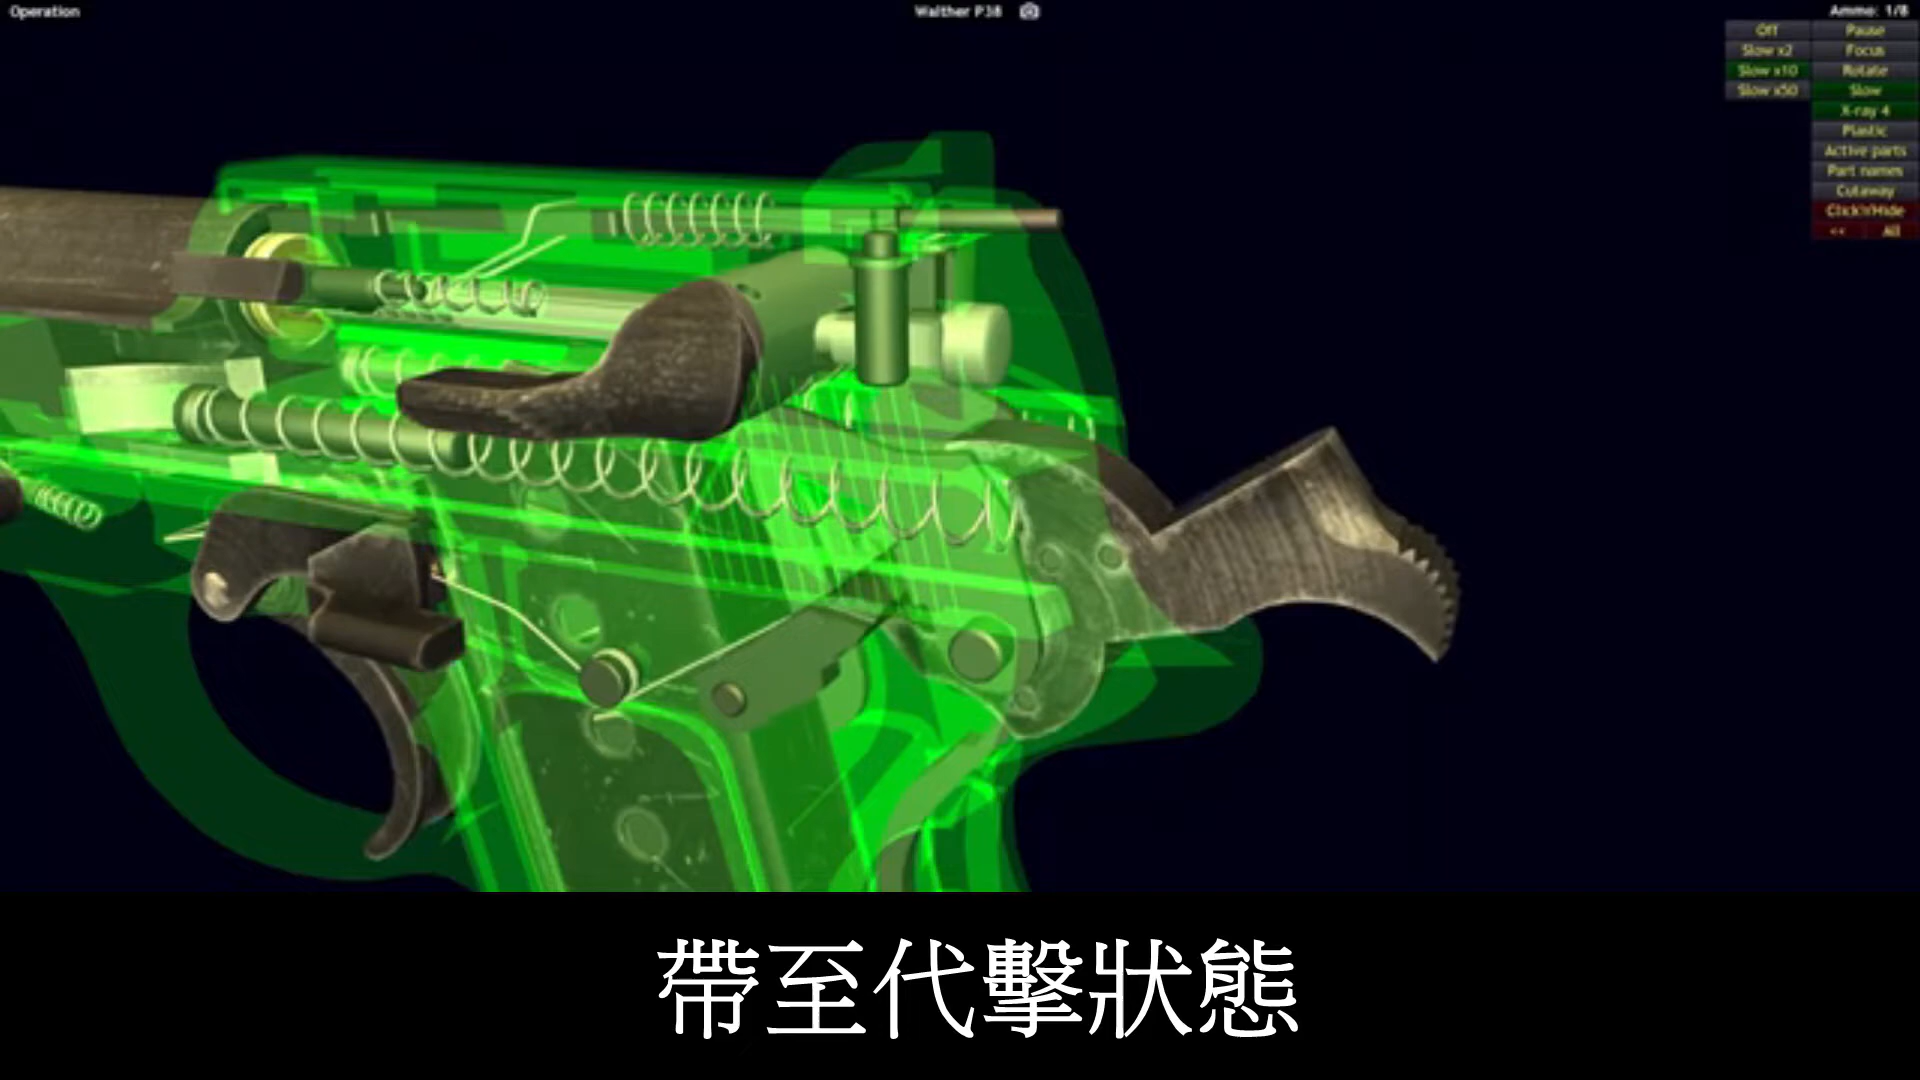 Operation
Walther P38
Ammo: 1/8
Off
Pause
Slow x2
Focus
Slow x10
Rotate
Slow x50
Slow
X-ray 4
Plastic
Active parts
Part names
Cutaway
Click'n'Hide
<< All
帶至代擊狀態